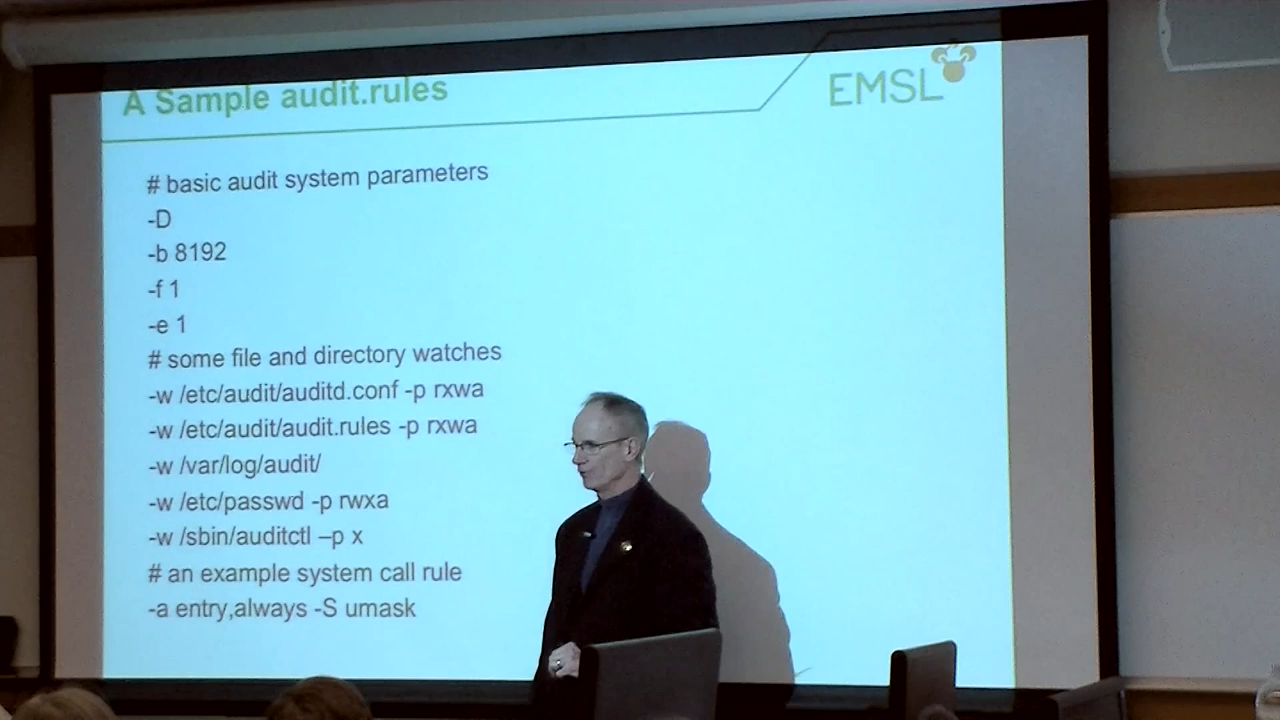 A Sample audit.rules
EMSL
# basic audit system parameters
-D
-b 8192
-f 1
-e 1
# some file and directory watches
-w /etc/audit/auditd.conf -p rxwa
-w /etc/audit/audit.rules -p rxwa
-w /var/log/audit/
-w /etc/passwd -p rwxa
-w /sbin/auditctl –p x
# an example system call rule
-a entry,always -S umask